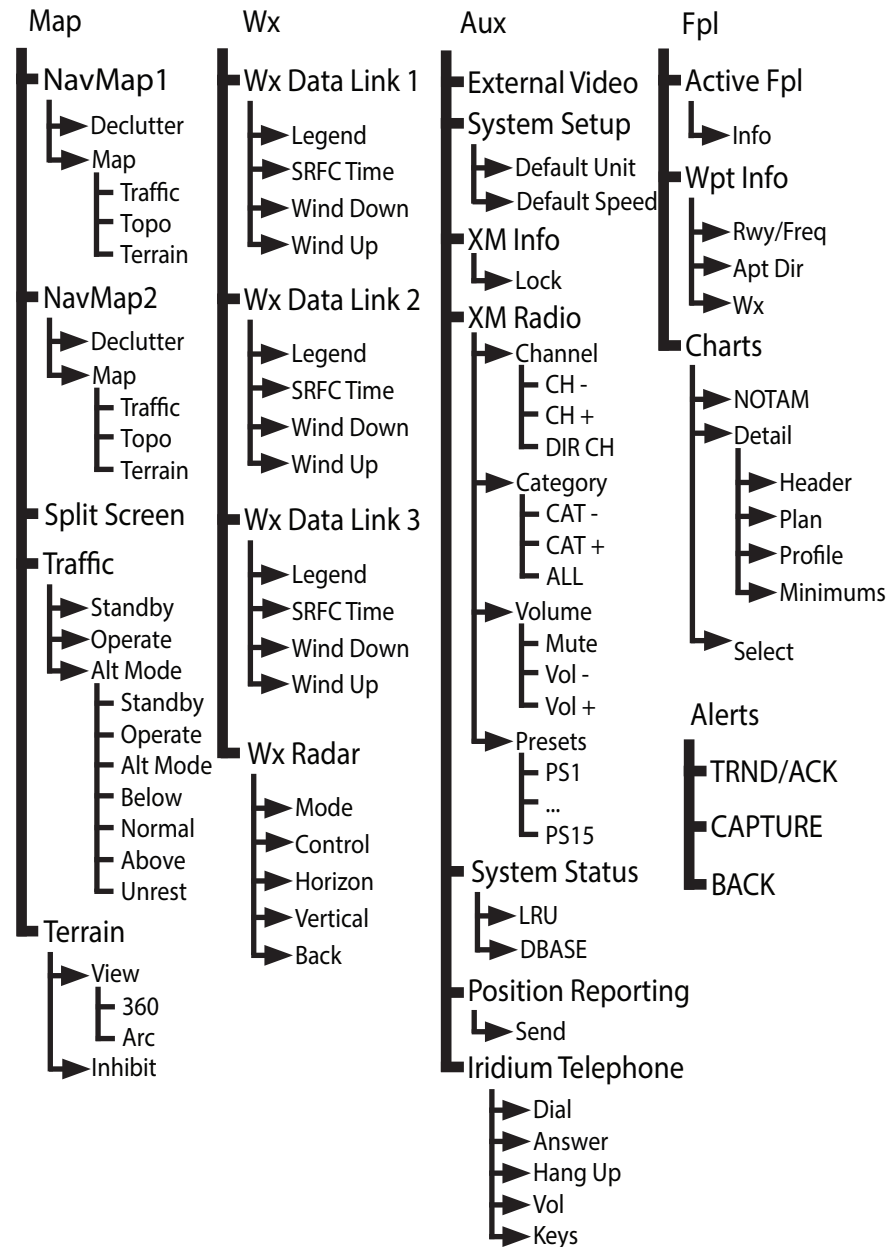 Map
NavMap1
Declutter
Map
Traffic
Topo
Terrain
NavMap2
Declutter
Map
Traffic
Topo
Terrain
Split Screen
Traffic
Standby
Operate
Alt Mode
Standby
Operate
Alt Mode
Below
Normal
Above
Unrest
Terrain
View
360
Arc
Inhibit
Wx
Wx Data Link 1
Legend
SRFC Time
Wind Down
Wind Up
Wx Data Link 2
Legend
SRFC Time
Wind Down
Wind Up
Wx Data Link 3
Legend
SRFC Time
Wind Down
Wind Up
Wx Radar
Mode
Control
Horizon
Vertical
Back
Aux
External Video
System Setup
Default Unit
Default Speed
XM Info
Lock
XM Radio
Channel
CH -
CH +
DIR CH
Category
CAT -
CAT +
ALL
Volume
Mute
Vol -
Vol +
Presets
PS1
...
PS15
System Status
LRU
DBASE
Position Reporting
Send
Iridium Telephone
Dial
Answer
Hang Up
Vol
Keys
Fpl
Active Fpl
Info
Wpt Info
Rwy/Freq
Apt Dir
Wx
Charts
NOTAM
Detail
Header
Plan
Profile
Minimums
Select
Alerts
TRND/ACK
CAPTURE
BACK